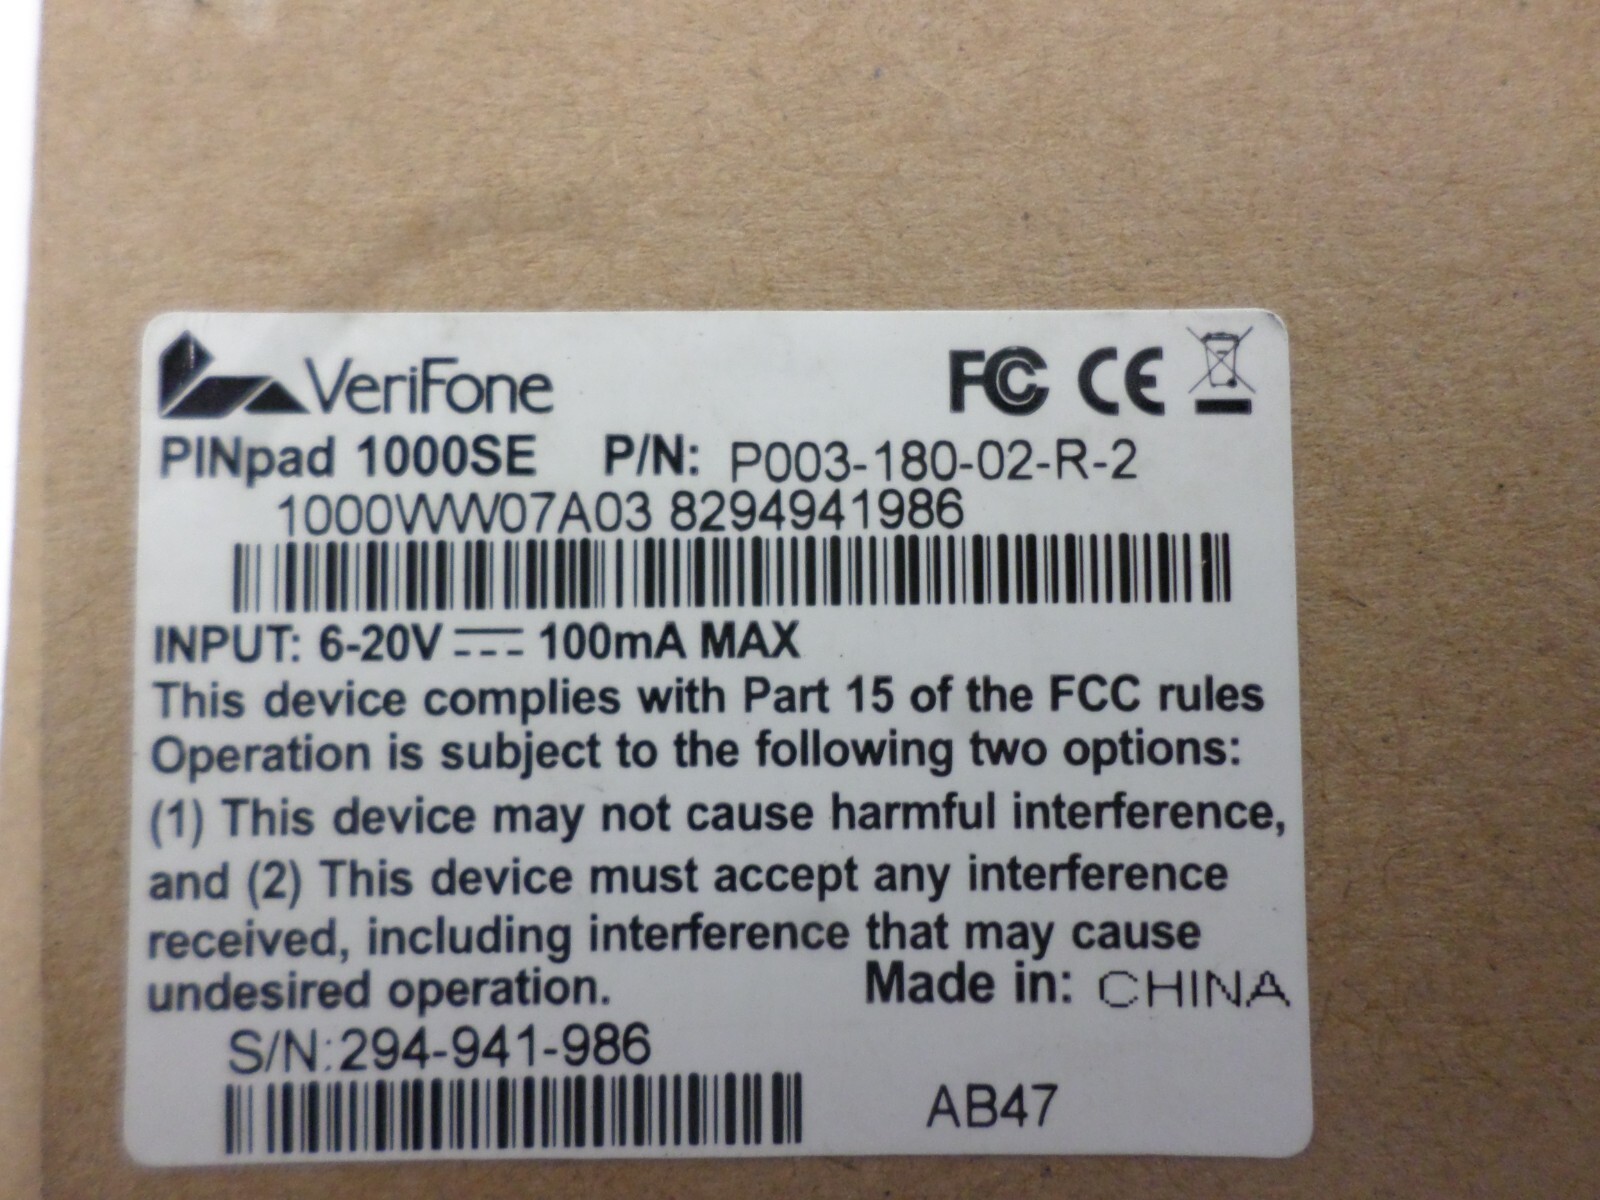 VeriFone FC CE
PINpad 1000SE P/N: P003-180-02-R-2
1000WW07A03 8294941986
INPUT: 6-20V 100mA MAX
This device complies with Part 15 of the FCC rules
Operation is subject to the following two options:
(1) This device may not cause harmful interference,
and (2) This device must accept any interference
received, including interference that may cause
undesired operation. Made in: CHINA
S/N:294-941-986
AB47